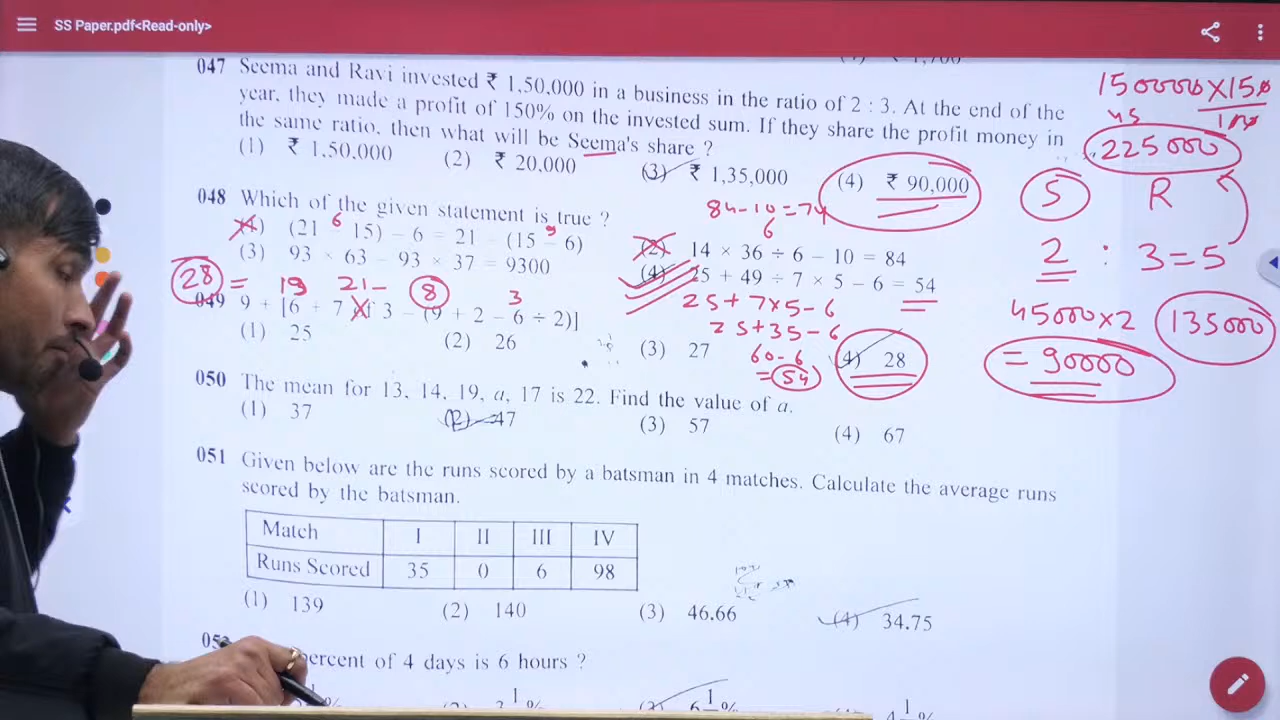 SS Paper.pdf<Read-only>
047 Seema and Ravi invested ₹ 1,50,000 in a business in the ratio of 2 : 3. At the end of the
year, they made a profit of 150% on the invested sum. If they share the profit money in
the same ratio, then what will be Seema's share ?
(1) ₹ 1,50,000 (2) ₹ 20,000 (3) ₹ 1,35,000 (4) ₹ 90,000
1500000 × 150
45
225000
S R
2 : 3 = 5
45000 × 2 135000
= 90000
048 Which of the given statement is true ?
84 - 10 = 74
6
(21 - 15) - 6 = 21 - (15 - 6) (2) 14 × 36 ÷ 6 - 10 = 84
6 9
(3) 93 × 63 - 93 × 37 = 9300 (4) 25 + 49 ÷ 7 × 5 - 6 = 54
25 + 7 × 5 - 6
25 + 35 - 6
60 - 6
= 54
28 = 19 21 - 8 3
049 9 + [6 + 7 × 3 - (9 + 2 - 6 ÷ 2)]
(1) 25 (2) 26 (3) 27 (4) 28
050 The mean for 13, 14, 19, a, 17 is 22. Find the value of a.
(1) 37 (2) 47 (3) 57 (4) 67
051 Given below are the runs scored by a batsman in 4 matches. Calculate the average runs
scored by the batsman.
Match I II III IV
Runs Scored 35 0 6 98
(1) 139 (2) 140 (3) 46.66 (4) 34.75
percent of 4 days is 6 hours ?
6 1 %